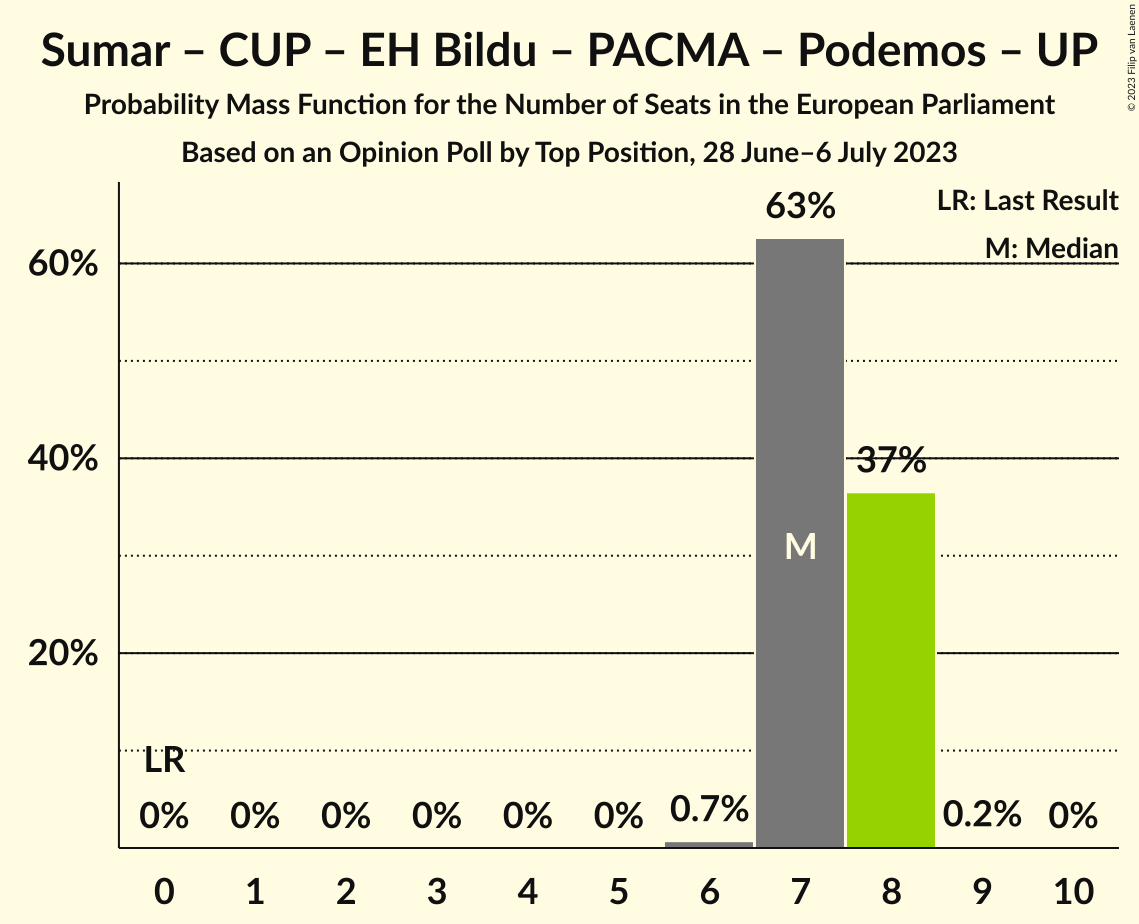 Sumar – CUP – EH Bildu – PACMA – Podemos – UP
Probability Mass Function for the Number of Seats in the European Parliament
Based on an Opinion Poll by Top Position, 28 June–6 July 2023
© 2023 Filip van Laenen
LR: Last Result
M: Median
60%
40%
20%
63%
37%
M
LR
0% 0% 0% 0% 0% 0% 0.7% 0.2% 0%
0 1 2 3 4 5 6 7 8 9 10